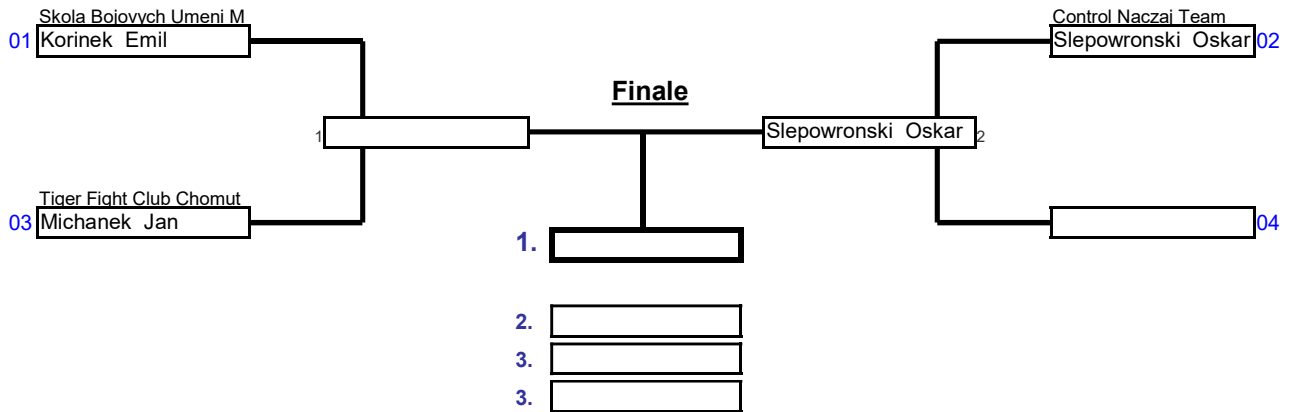 Skola Bojovych Umeni M
01 Korinek Emil
Control Naczaj Team
Slepowronski Oskar 02
Finale
1
Slepowronski Oskar 2
Tiger Fight Club Chomut
03 Michanek Jan
04
1.
2.
3.
3.